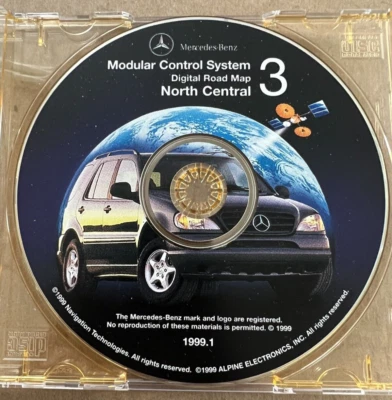 Mercedes-Benz
Modular Control System
Digital Road Map
North Central
3
The Mercedes-Benz mark and logo are registered.
No reproduction of these materials is permitted. © 1999
1999.1
©1999 Navigation Technologies. All rights reserved.
©1999 ALPINE ELECTRONICS, INC. All rights reserved.